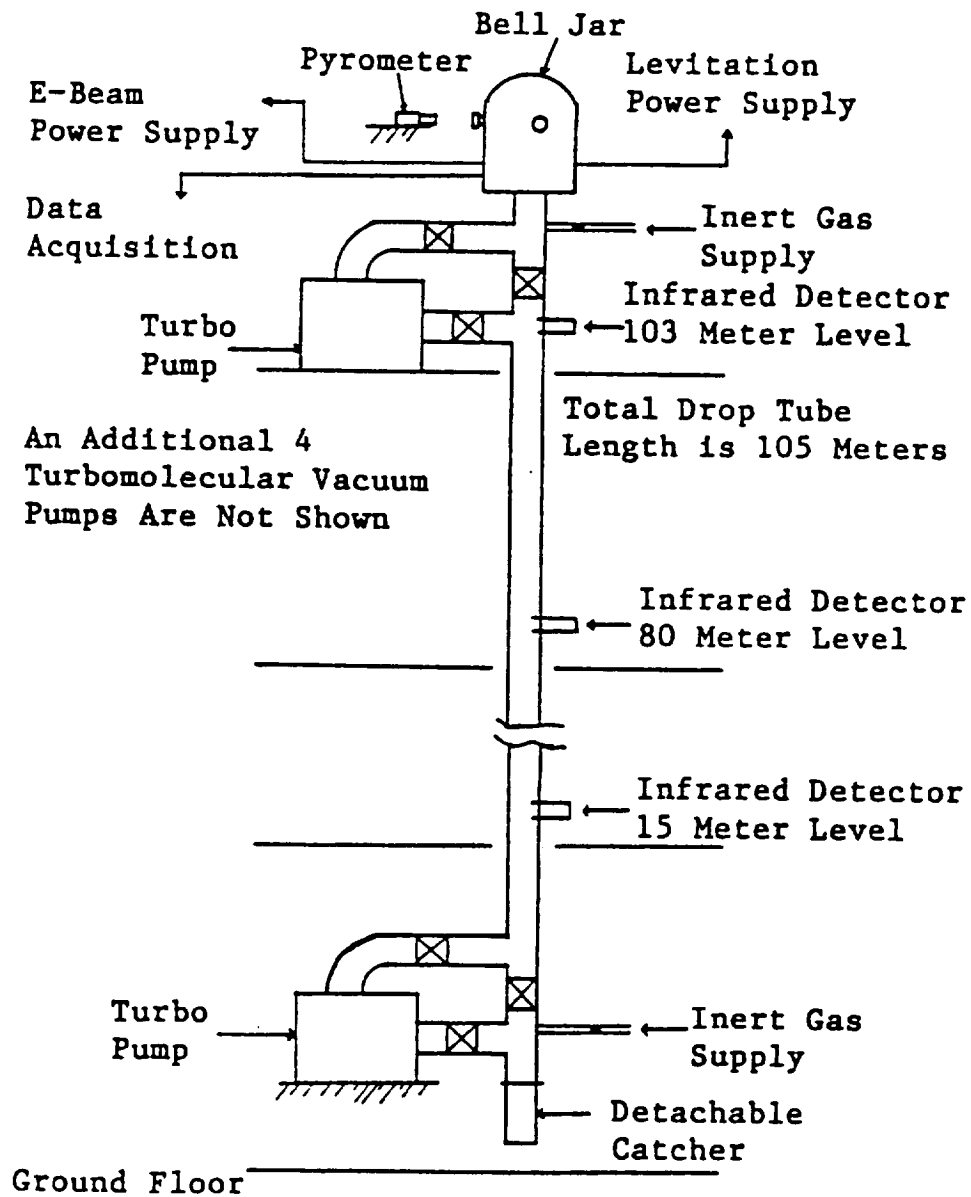 Bell Jar
Pyrometer
Levitation
Power Supply
E-Beam
Power Supply
Data
Acquisition
Inert Gas
Supply
Infrared Detector
103 Meter Level
Turbo
Pump
Total Drop Tube
Length is 105 Meters
An Additional 4
Turbomolecular Vacuum
Pumps Are Not Shown
Infrared Detector
80 Meter Level
Infrared Detector
15 Meter Level
Turbo
Pump
Inert Gas
Supply
Detachable
Catcher
Ground Floor